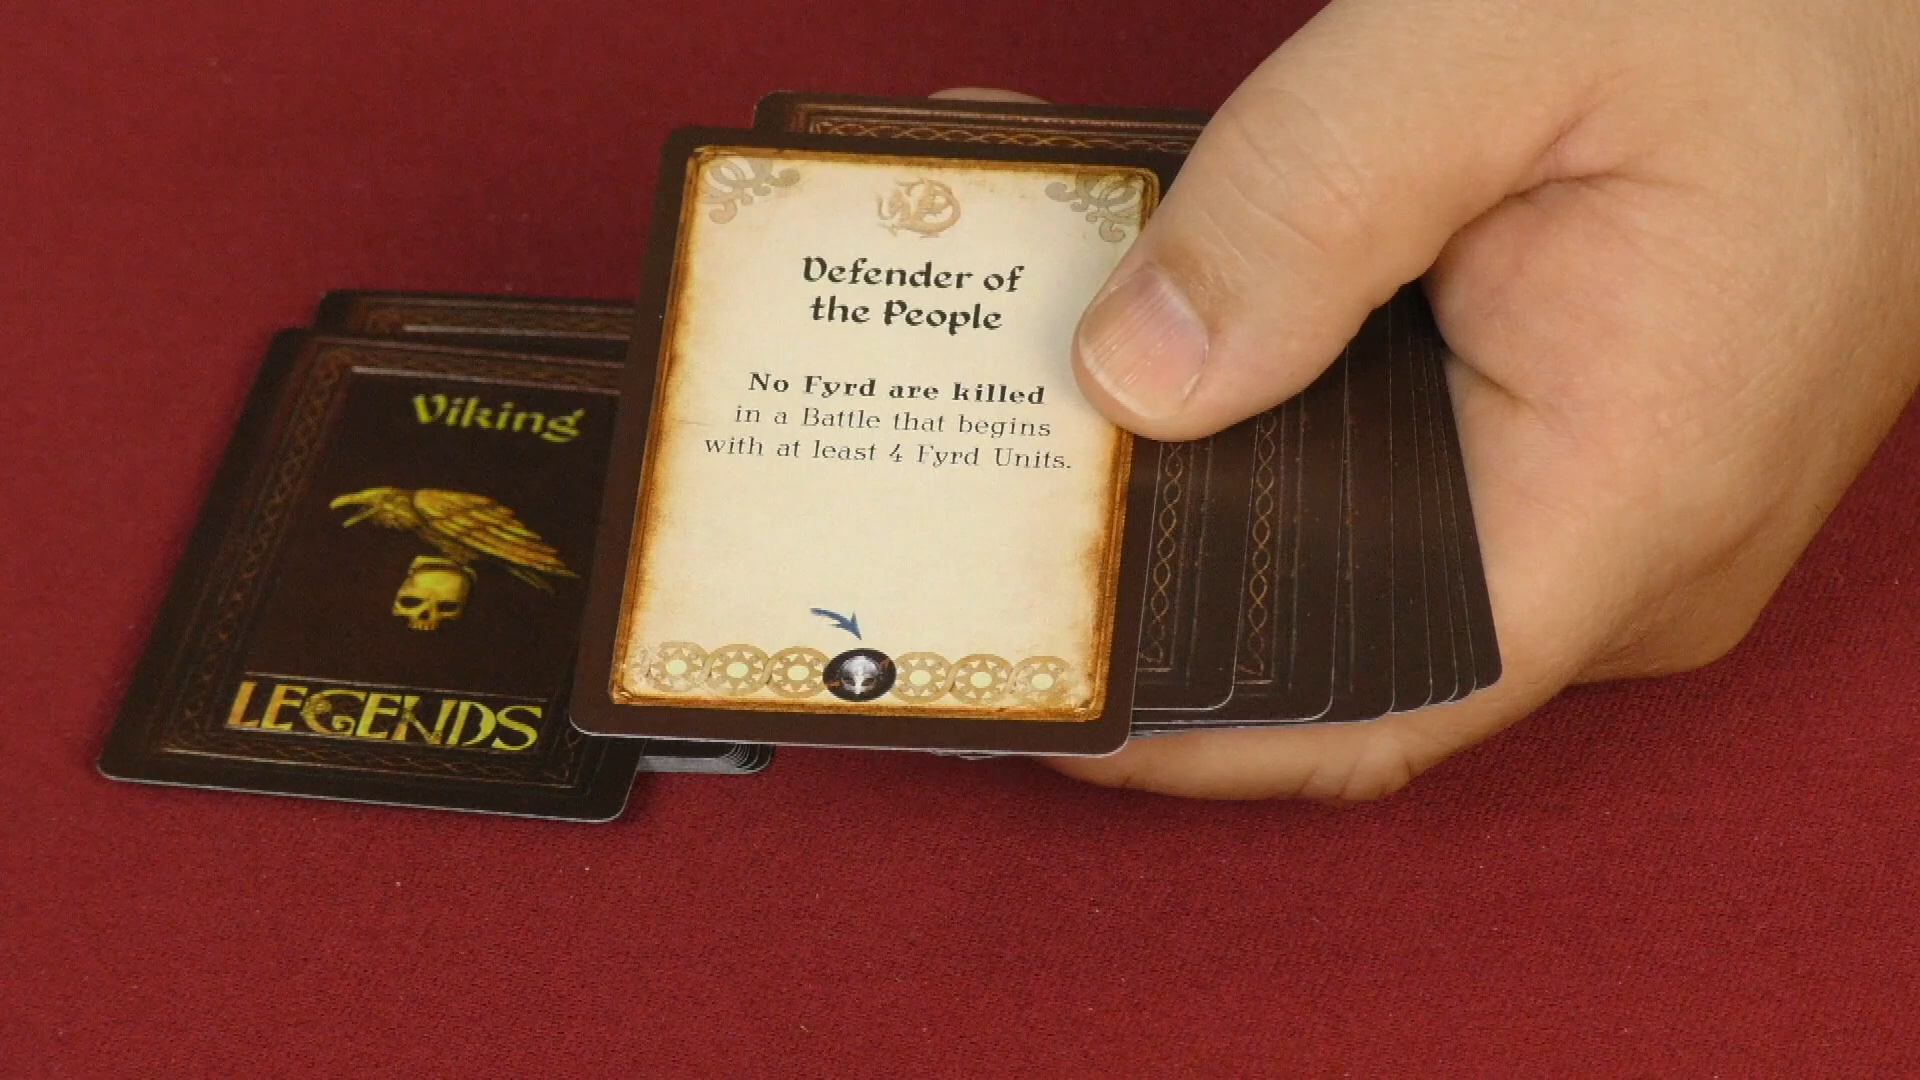 Defender of
the People
No Fyrd are killed
in a Battle that begins
with at least 4 Fyrd Units.
Viking
LEGENDS